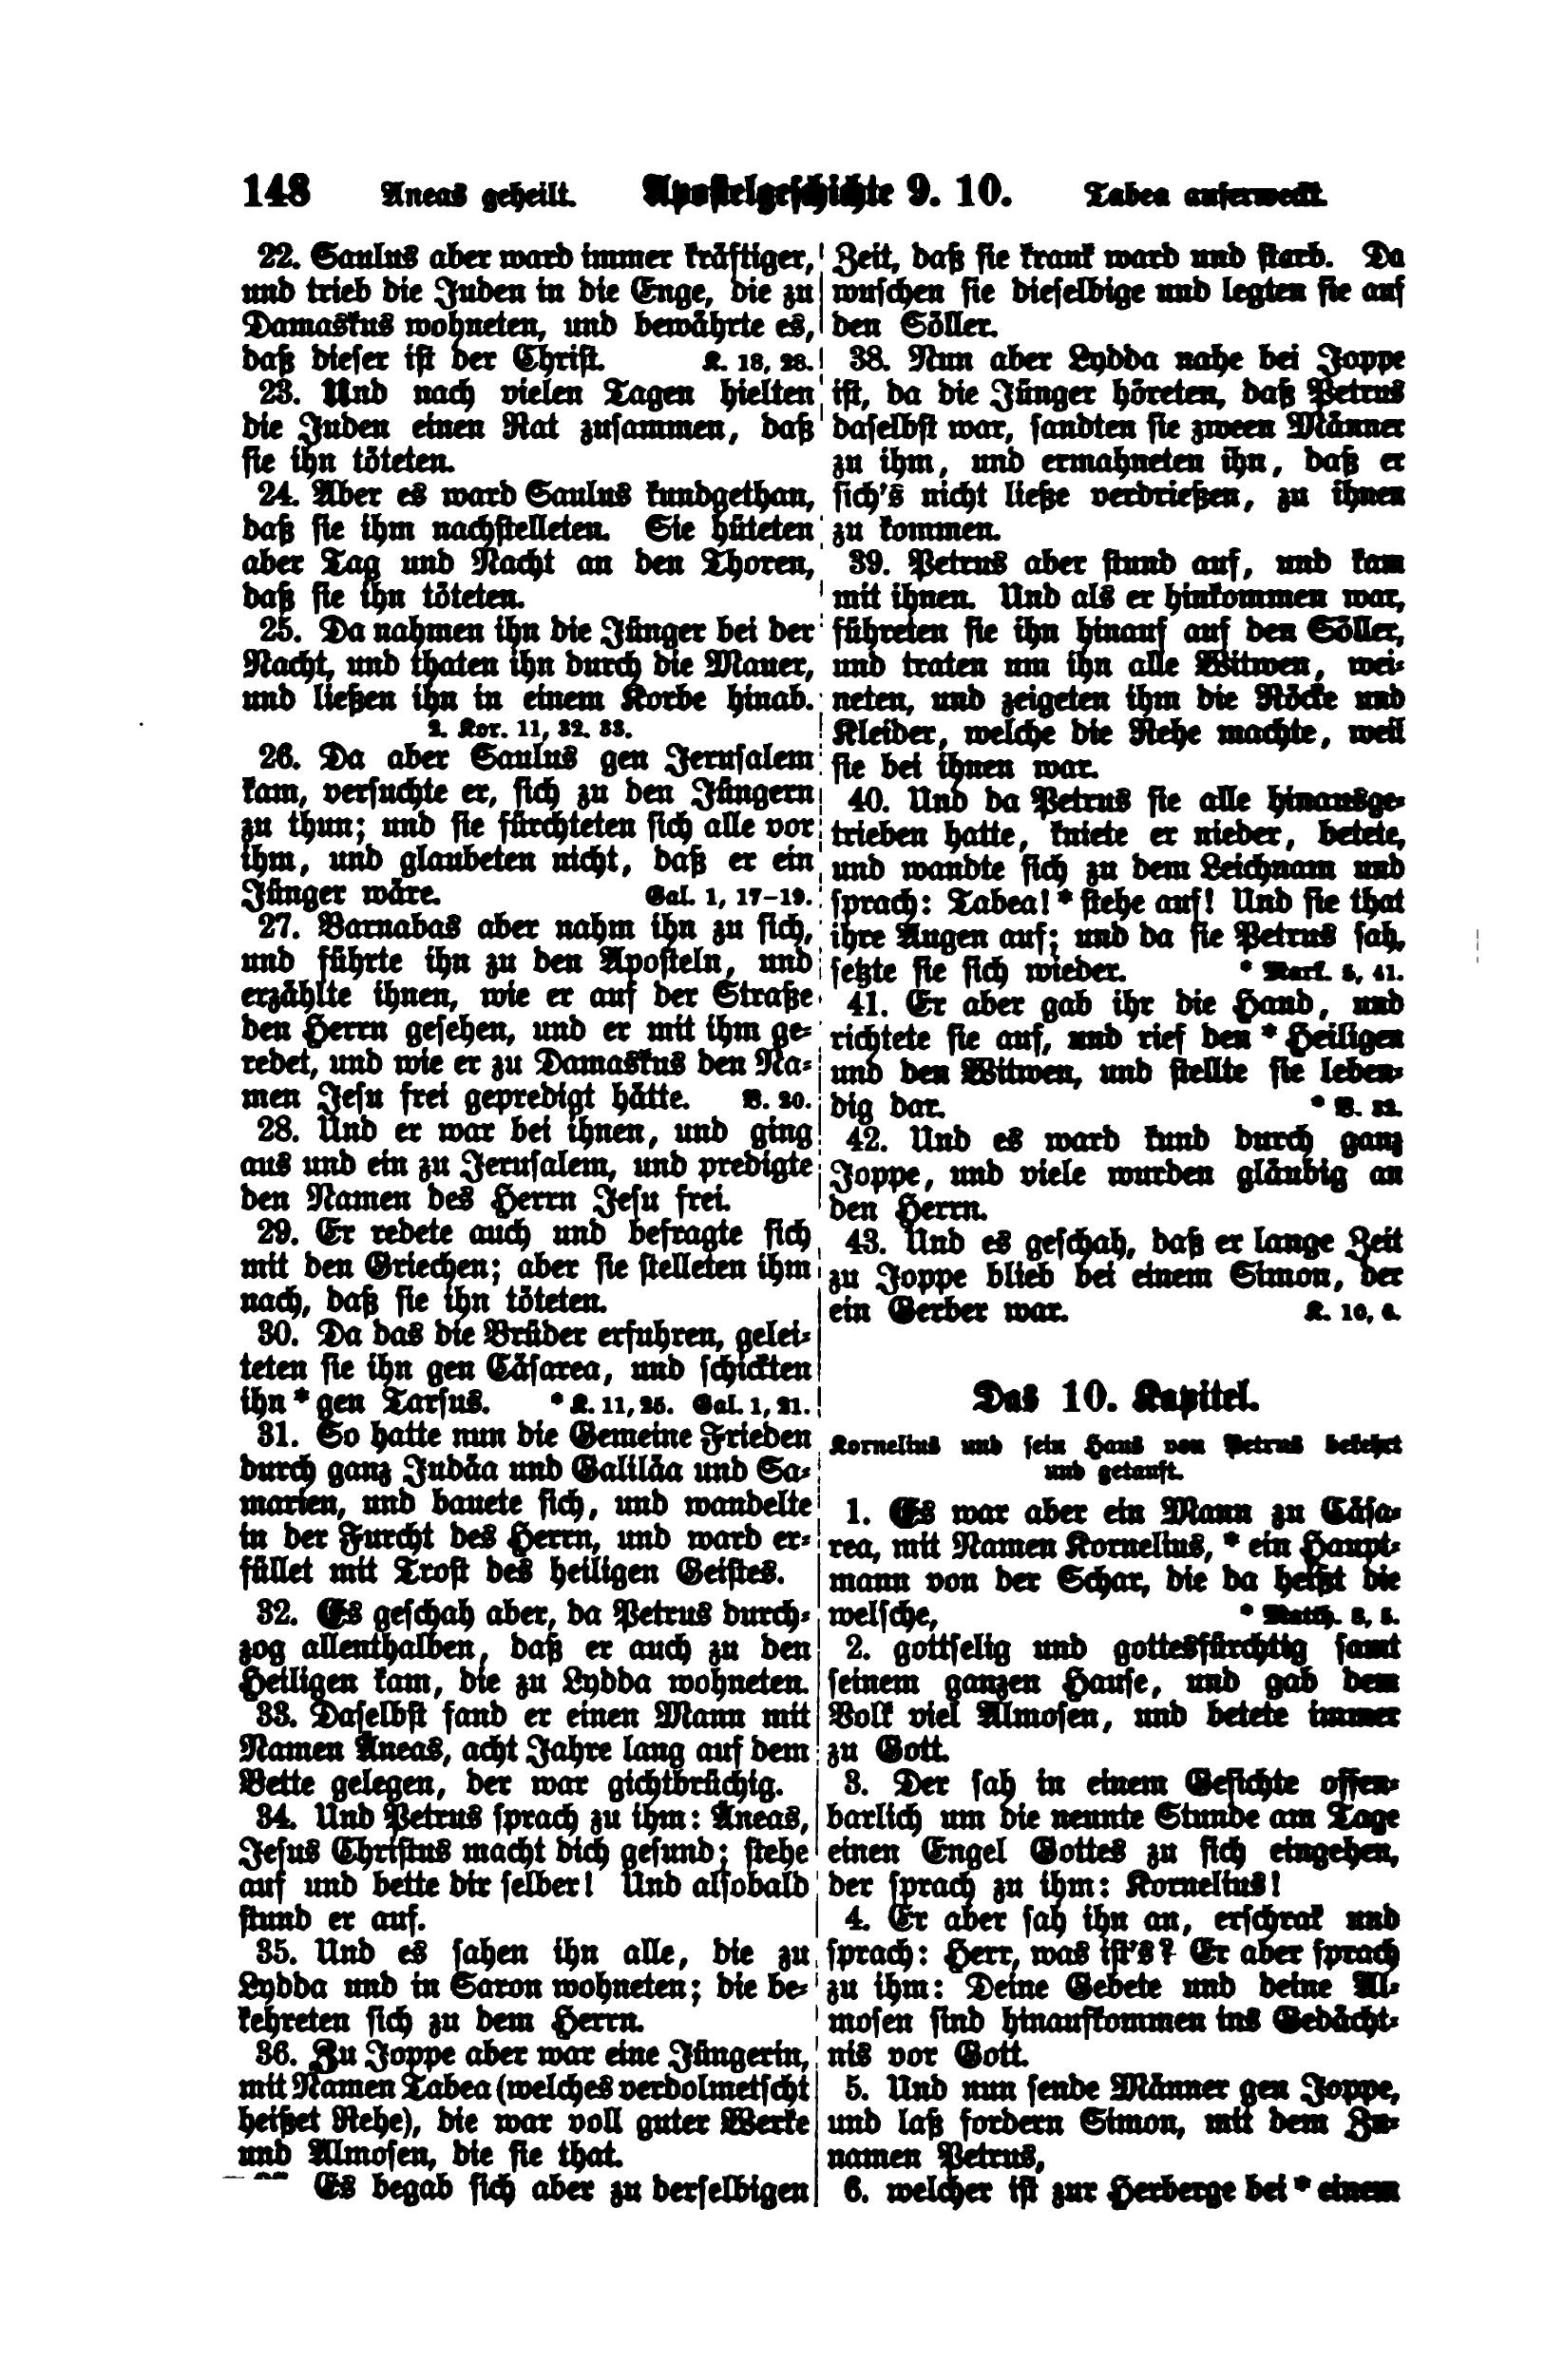 148 Äneas geheilt. Apostelgeschichte 9. 10. Tabea auferweckt.
22. Saulus aber ward immer kräftiger,
und trieb die Juden in die Enge, die zu
Damaskus wohneten, und bewährte es,
daß dieser ist der Christ. K. 18, 28.
23. Und nach vielen Tagen hielten
die Juden einen Rat zusammen, daß
sie ihn töteten.
24. Aber es ward Saulus kundgethan,
daß sie ihm nachstelleten. Sie hüteten
aber Tag und Nacht an den Thoren,
daß sie ihn töteten.
25. Da nahmen ihn die Jünger bei der
Nacht, und thaten ihn durch die Mauer,
und ließen ihn in einem Korbe hinab.
2. Kor. 11, 32. 33.
26. Da aber Saulus gen Jerusalem
kam, versuchte er, sich zu den Jüngern
zu thun; und sie fürchteten sich alle vor
ihm, und glaubeten nicht, daß er ein
Jünger wäre. Gal. 1, 17-19.
27. Barnabas aber nahm ihn zu sich,
und führte ihn zu den Aposteln, und
erzählte ihnen, wie er auf der Straße
den Herrn gesehen, und er mit ihm ge-
redet, und wie er zu Damaskus den Na-
men Jesu frei gepredigt hätte. V. 20.
28. Und er war bei ihnen, und ging
aus und ein zu Jerusalem, und predigte
den Namen des Herrn Jesu frei.
29. Er redete auch und befragte sich
mit den Griechen; aber sie stelleten ihm
nach, daß sie ihn töteten.
30. Da das die Brüder erfuhren, gelei-
teten sie ihn gen Cäsarea, und schickten
ihn * gen Tarsus. * K. 11, 25. Gal. 1, 21.
31. So hatte nun die Gemeine Frieden
durch ganz Judäa und Galiläa und Sa-
marien, und bauete sich, und wandelte
in der Furcht des Herrn, und ward er-
füllet mit Trost des heiligen Geistes.
32. Es geschah aber, da Petrus durch-
zog allenthalben, daß er auch zu den
Heiligen kam, die zu Lydda wohneten.
33. Daselbst fand er einen Mann mit
Namen Äneas, acht Jahre lang auf dem
Bette gelegen, der war gichtbrüchig.
34. Und Petrus sprach zu ihm: Äneas,
Jesus Christus macht dich gesund; stehe
auf und bette dir selber! Und alsobald
stund er auf.
35. Und es sahen ihn alle, die zu
Lydda und in Saron wohneten; die be-
kehreten sich zu dem Herrn.
36. Zu Joppe aber war eine Jüngerin,
mit Namen Tabea (welches verdolmetscht
heißet Rehe), die war voll guter Werke
und Almosen, die sie that.
Es begab sich aber zu derselbigen
Zeit, daß sie krank ward und starb. Da
wuschen sie dieselbige und legten sie auf
den Söller.
38. Nun aber Lydda nahe bei Joppe
ist, da die Jünger höreten, daß Petrus
daselbst war, sandten sie zween Männer
zu ihm, und ermahneten ihn, daß er
sich's nicht ließe verdrießen, zu ihnen
zu kommen.
39. Petrus aber stund auf, und kam
mit ihnen. Und als er hinkommen war,
führeten sie ihn hinauf auf den Söller,
und traten um ihn alle Witwen, wei-
neten, und zeigeten ihm die Röcke und
Kleider, welche die Rehe machte, weil
sie bei ihnen war.
40. Und da Petrus sie alle hinausge-
trieben hatte, kniete er nieder, betete,
und wandte sich zu dem Leichnam und
sprach: Tabea! * stehe auf! Und sie that
ihre Augen auf; und da sie Petrus sah,
setzte sie sich wieder. * Mark. 5, 41.
41. Er aber gab ihr die Hand, und
richtete sie auf, und rief den * Heiligen
und den Witwen, und stellte sie leben-
dig dar. * V. 32.
42. Und es ward kund durch ganz
Joppe, und viele wurden gläubig an
den Herrn.
43. Und es geschah, daß er lange Zeit
zu Joppe blieb bei einem Simon, der
ein Gerber war. K. 10, 6.
Das 10. Kapitel.
Kornelius und sein Haus von Petrus bekehrt
und getauft.
1. Es war aber ein Mann zu Cäsa-
rea, mit Namen Kornelius, * ein Haupt-
mann von der Schar, die da heißt die
welsche, * Matth. 8, 5.
2. gottselig und gottesfürchtig samt
seinem ganzen Hause, und gab dem
Volk viel Almosen, und betete immer
zu Gott.
3. Der sah in einem Gesichte offen-
barlich um die neunte Stunde am Tage
einen Engel Gottes zu sich eingehen,
der sprach zu ihm: Kornelius!
4. Er aber sah ihn an, erschrak und
sprach: Herr, was ist's? Er aber sprach
zu ihm: Deine Gebete und deine Al-
mosen sind hinaufkommen ins Gedächt-
nis vor Gott.
5. Und nun sende Männer gen Joppe,
und laß fordern Simon, mit dem Zu-
namen Petrus,
6. welcher ist zur Herberge bei * einem